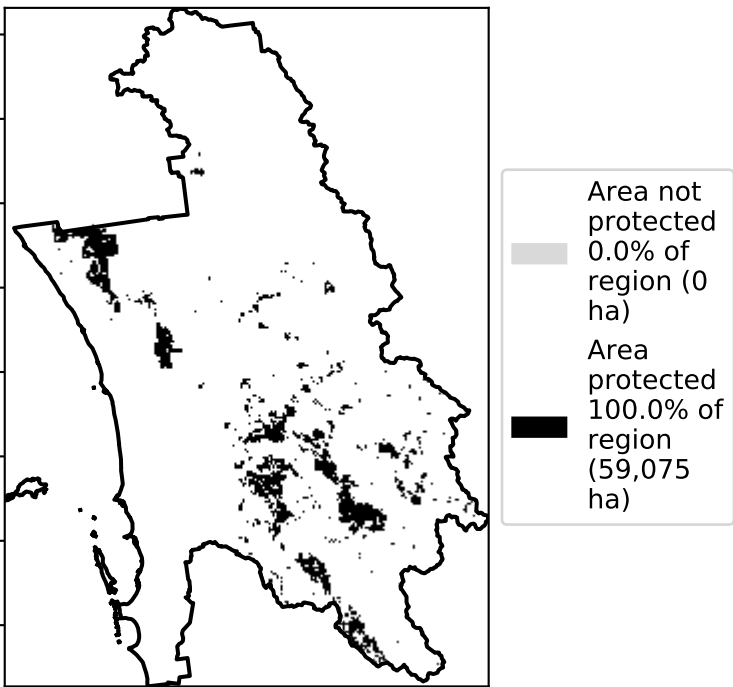 Area not
protected
0.0% of
region (0
ha)
Area
protected
100.0% of
region
(59,075
ha)